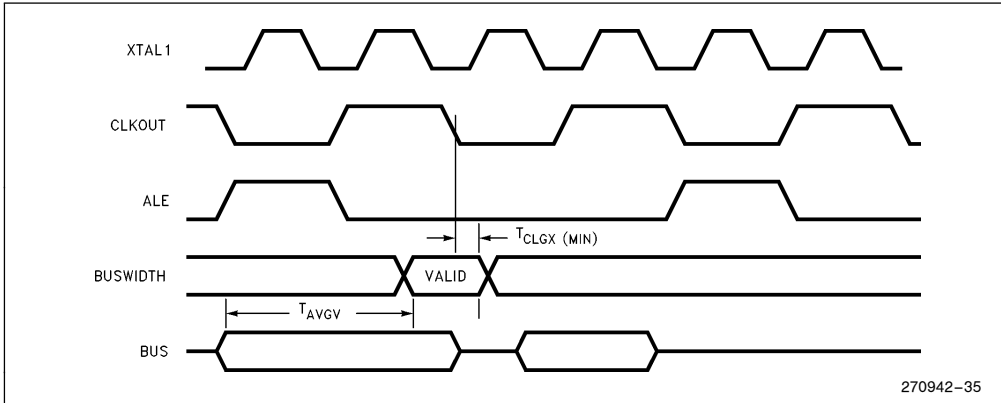 XTAL1
CLKOUT
ALE
TCLGX (MIN)
BUSWIDTH
VALID
TAVGV
BUS
270942-35